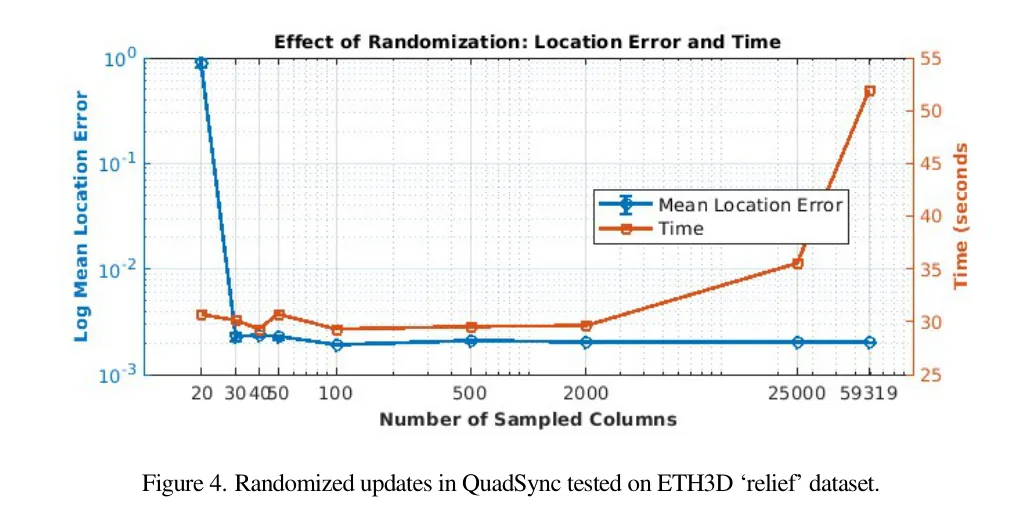 Effect of Randomization: Location Error and Time
10^0
10^-1
10^-2
10^-3
Log Mean Location Error
55
50
45
40
35
30
25
Time (seconds
Mean Location Error
Time
20 30 40 50 100 500 2000 25000 59319
Number of Sampled Columns
Figure 4. Randomized updates in QuadSync tested on ETH3D ‘relief’ dataset.